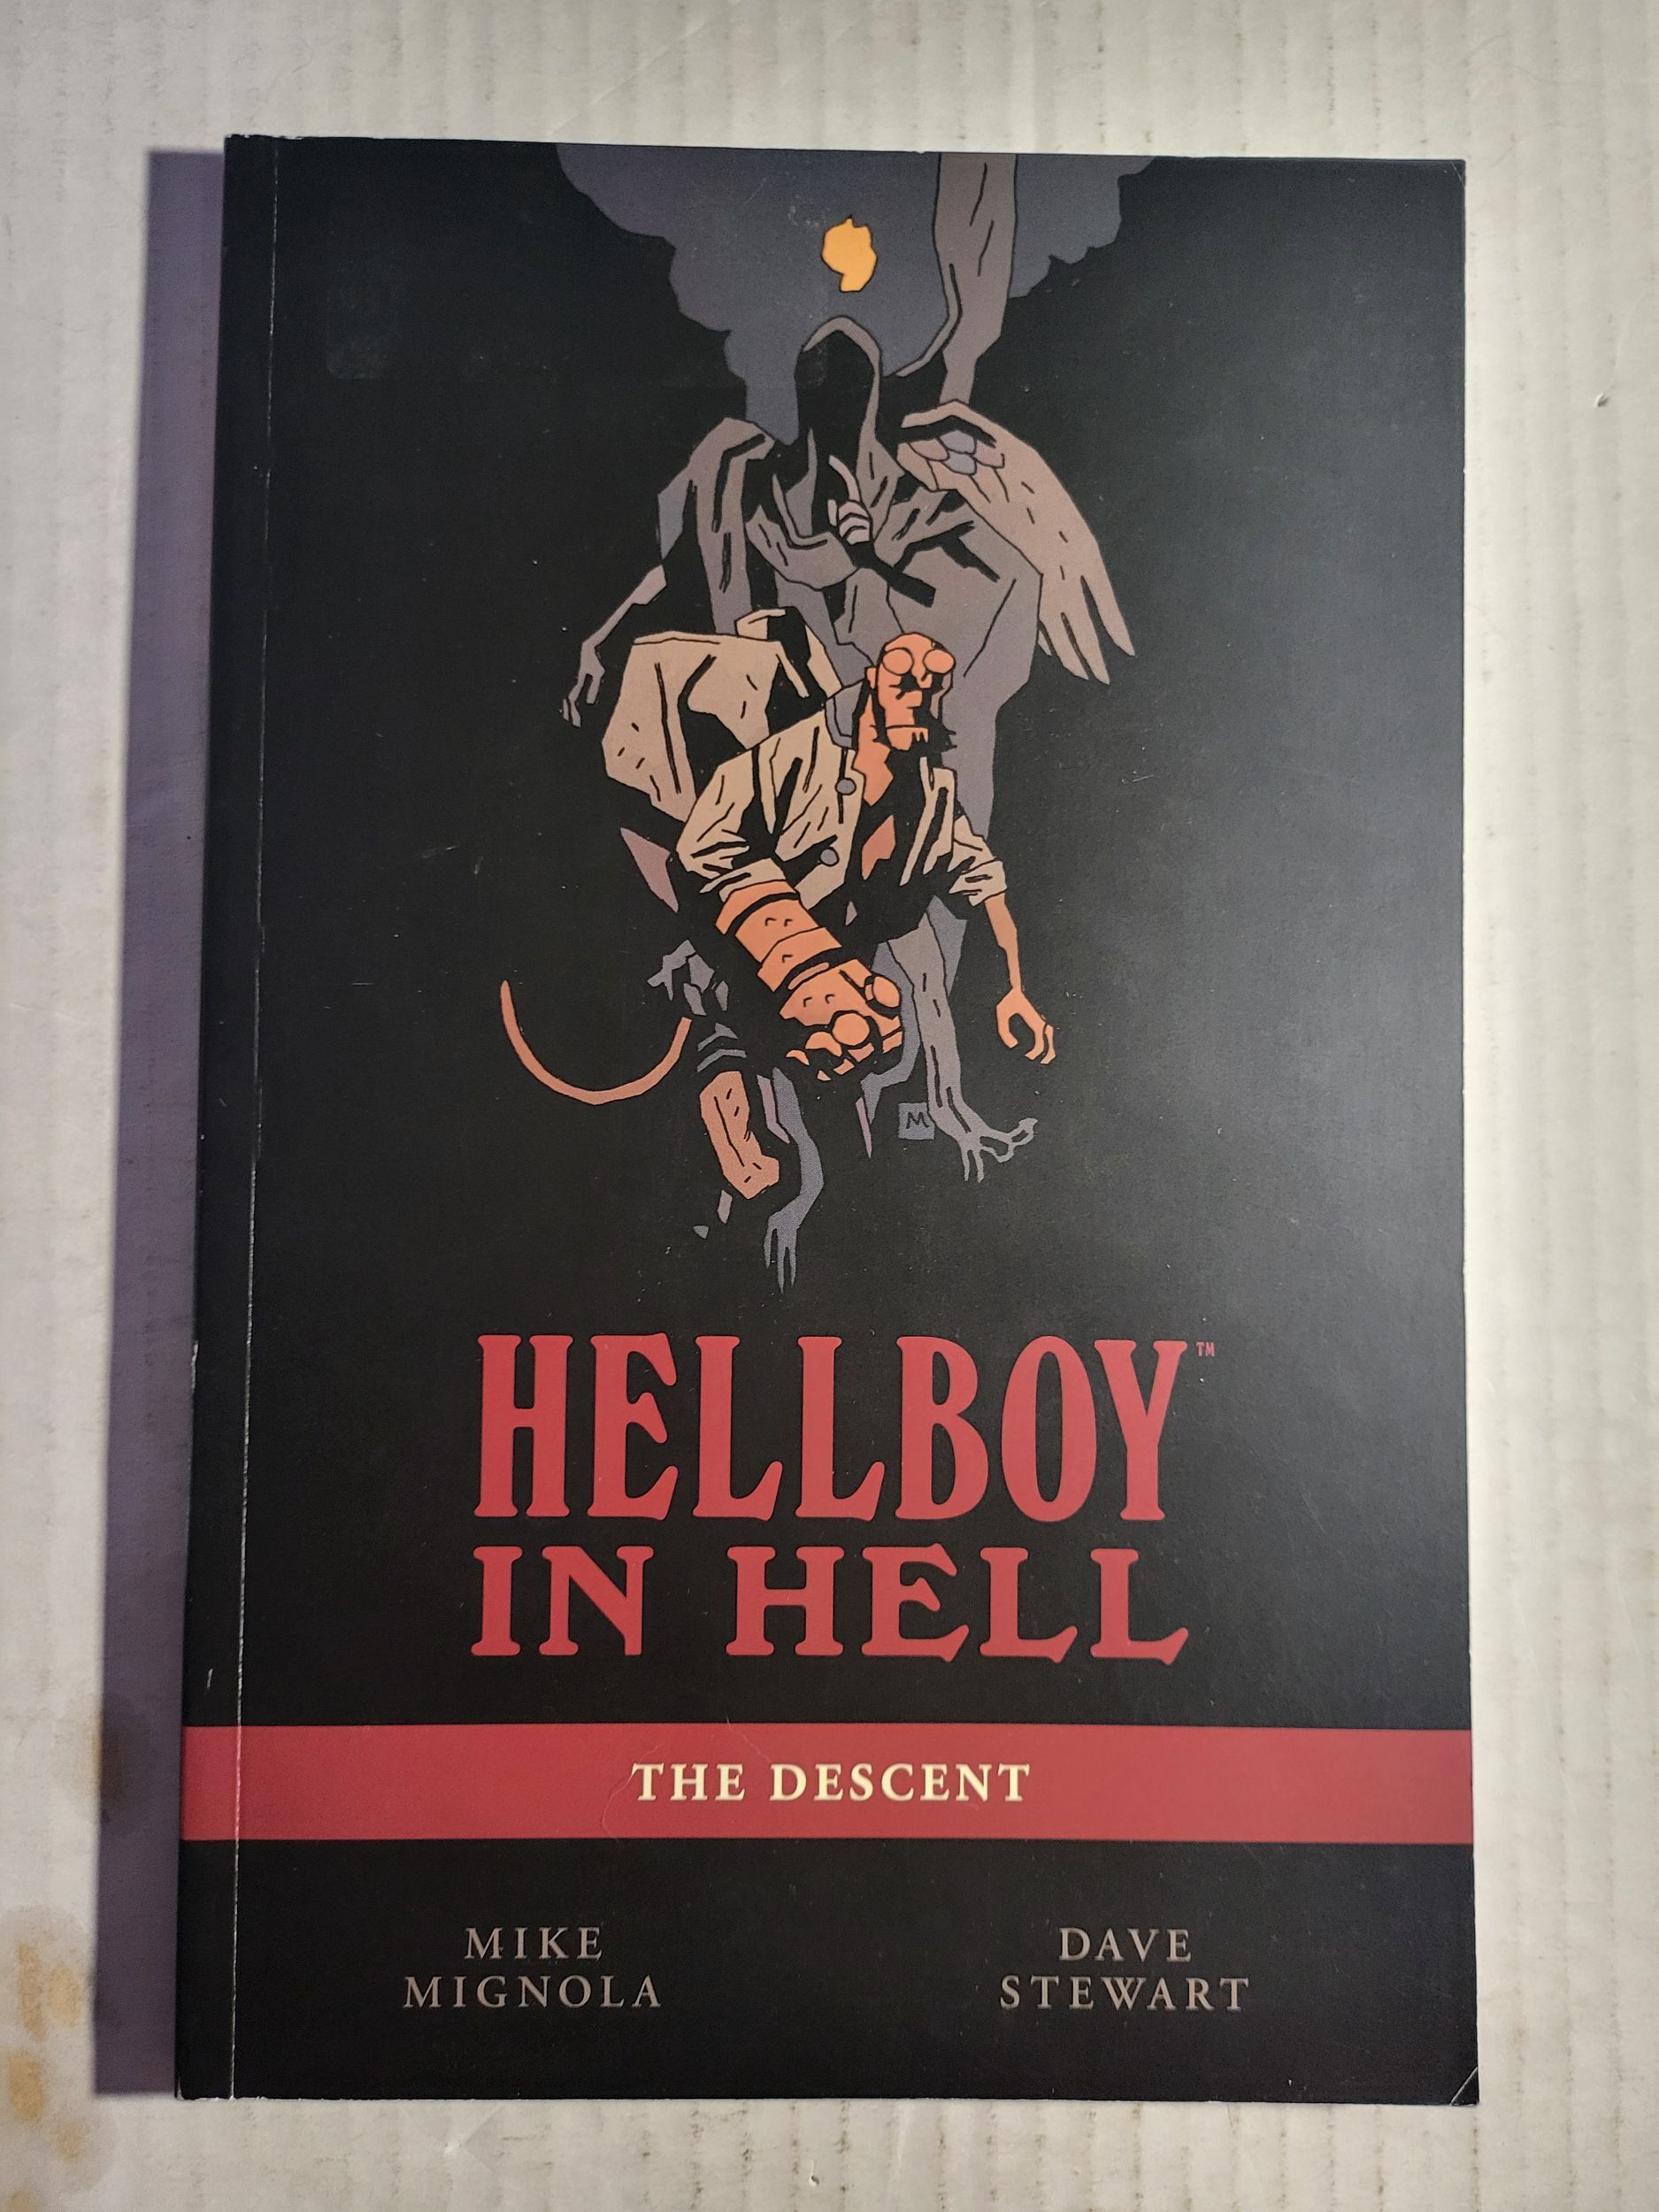 M
HELLBOY™
IN HELL
THE DESCENT
MIKE
MIGNOLA
DAVE
STEWART